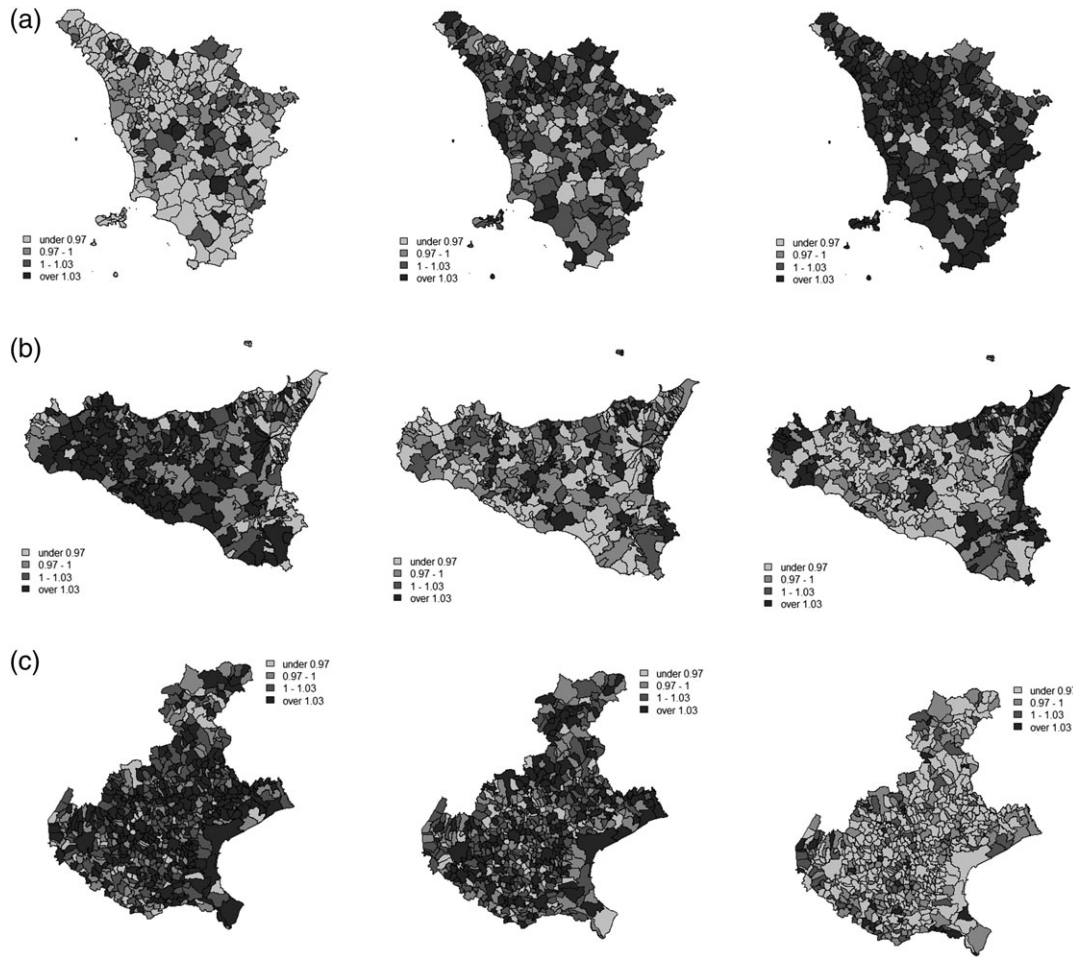 (a)
under 0.97
0.97 - 1
1 - 1.03
over 1.03
under 0.97
0.97 - 1
1 - 1.03
over 1.03
under 0.97
0.97 - 1
1 - 1.03
over 1.03
(b)
under 0.97
0.97 - 1
1 - 1.03
over 1.03
under 0.97
0.97 - 1
1 - 1.03
over 1.03
under 0.97
0.97 - 1
1 - 1.03
over 1.03
(c)
under 0.97
0.97 - 1
1 - 1.03
over 1.03
under 0.97
0.97 - 1
1 - 1.03
over 1.03
under 0.97
0.97 - 1
1 - 1.03
over 1.03